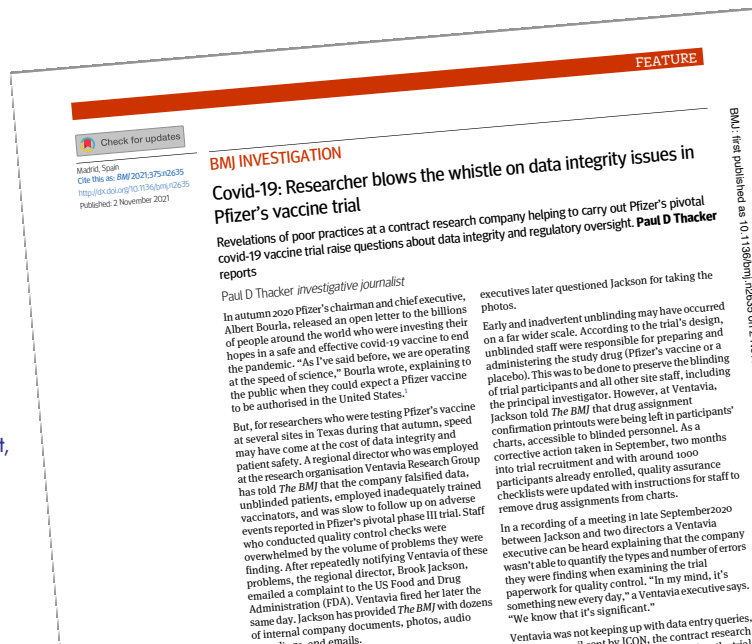 FEATURE
Check for updates
Madrid, Spain
Cite this as: BMJ 2021;375:n2635
http://dx.doi.org/10.1136/bmj.n2635
Published: 2 November 2021
BMJ INVESTIGATION
Covid-19: Researcher blows the whistle on data integrity issues in
Pfizer's vaccine trial
Revelations of poor practices at a contract research company helping to carry out Pfizer's pivotal
covid-19 vaccine trial raise questions about data integrity and regulatory oversight. Paul D Thacker
reports
Paul D Thacker investigative journalist
In autumn 2020 Pfizer's chairman and chief executive,
Albert Bourla, released an open letter to the billions
of people around the world who were investing their
hopes in a safe and effective covid-19 vaccine to end
the pandemic. "As I've said before, we are operating
at the speed of science," Bourla wrote, explaining to
the public when they could expect a Pfizer vaccine
to be authorised in the United States.1
But, for researchers who were testing Pfizer's vaccine
at several sites in Texas during that autumn, speed
may have come at the cost of data integrity and
patient safety. A regional director who was employed
at the research organisation Ventavia Research Group
has told The BMJ that the company falsified data,
unblinded patients, employed inadequately trained
vaccinators, and was slow to follow up on adverse
events reported in Pfizer's pivotal phase III trial. Staff
who conducted quality control checks were
overwhelmed by the volume of problems they were
finding. After repeatedly notifying Ventavia of these
problems, the regional director, Brook Jackson,
emailed a complaint to the US Food and Drug
Administration (FDA). Ventavia fired her later the
same day. Jackson has provided The BMJ with dozens
of internal company documents, photos, audio
and emails.
executives later questioned Jackson for taking the
photos.
Early and inadvertent unblinding may have occurred
on a far wider scale. According to the trial's design,
unblinded staff were responsible for preparing and
administering the study drug (Pfizer's vaccine or a
placebo). This was to be done to preserve the blinding
of trial participants and all other site staff, including
the principal investigator. However, at Ventavia,
Jackson told The BMJ that drug assignment
confirmation printouts were being left in participants'
charts, accessible to blinded personnel. As a
corrective action taken in September, two months
into trial recruitment and with around 1000
participants already enrolled, quality assurance
checklists were updated with instructions for staff to
remove drug assignments from charts.
In a recording of a meeting in late September2020
between Jackson and two directors a Ventavia
executive can be heard explaining that the company
wasn't able to quantify the types and number of errors
they were finding when examining the trial
paperwork for quality control. "In my mind, it's
something new every day," a Ventavia executive says.
"We know that it's significant."
Ventavia was not keeping up with data entry queries,
sent by ICON, the contract research
BMJ: first published as 10.1136/bmj.n2635 on 2
t,